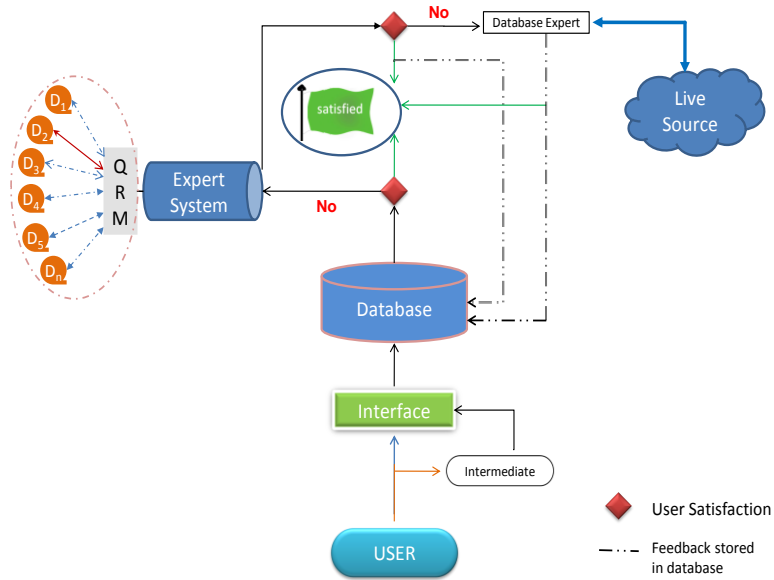 No
Database Expert
D1
satisfied
Live
Source
D2
D3
Q
R
M
Expert
System
D4
No
D5
Dn
Database
Interface
Intermediate
User Satisfaction
USER
Feedback stored
in database